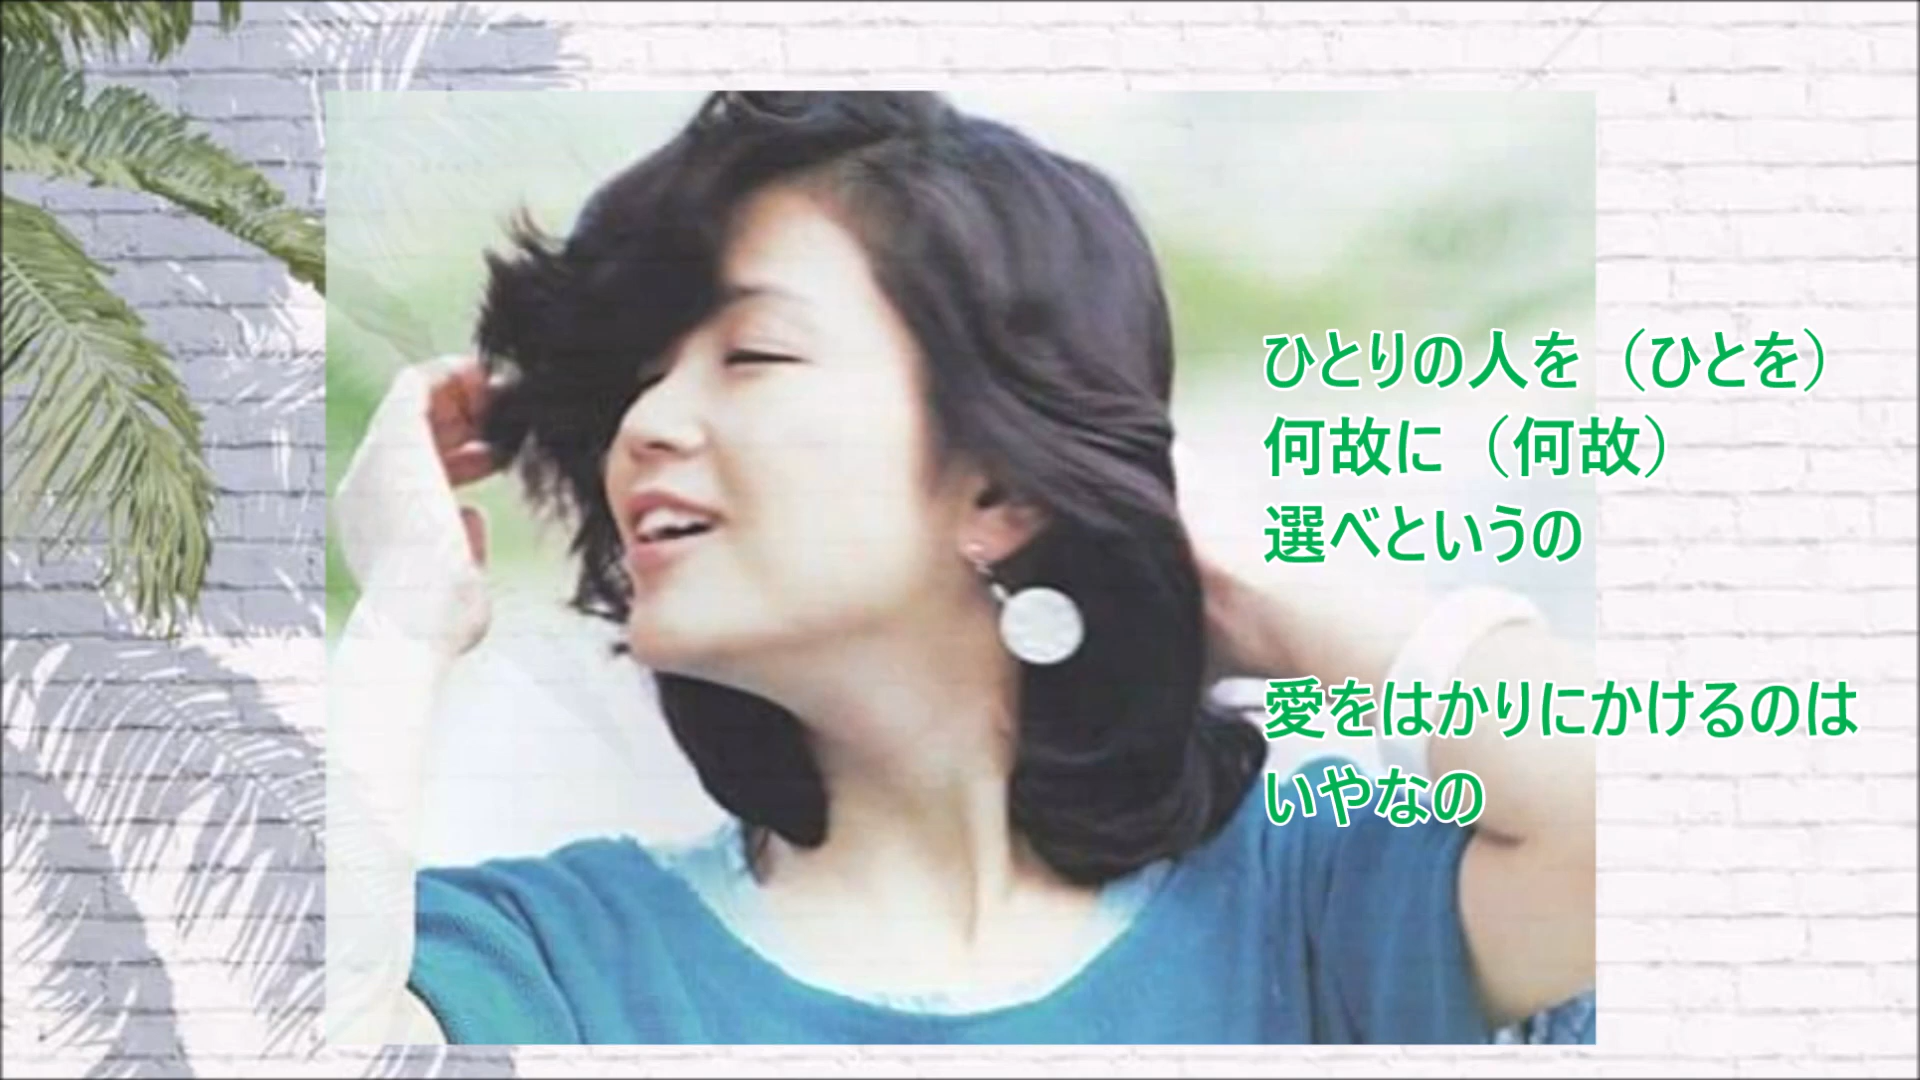 ひとりの人を（ひとを）
何故に（何故）
選べというの
愛をはかりにかけるのは
いやなの